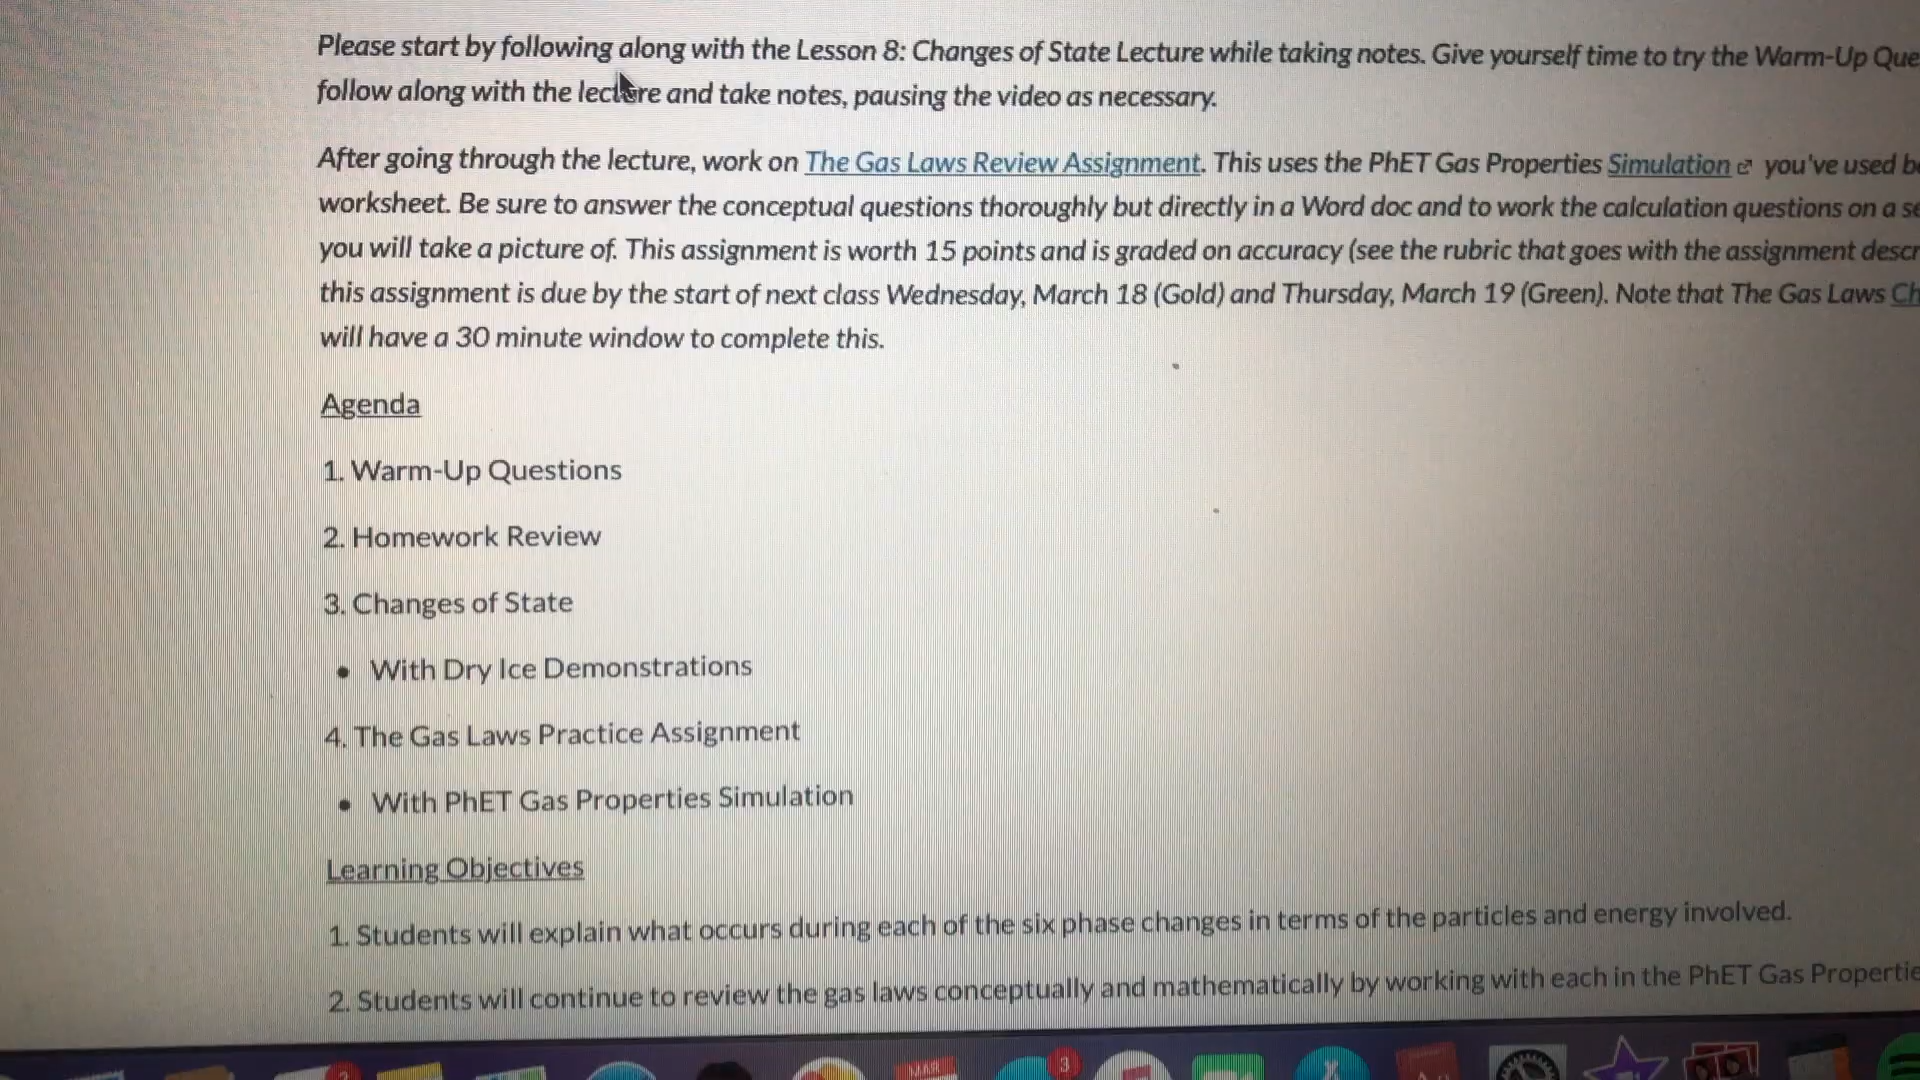 Please start by following along with the Lesson 8: Changes of State Lecture while taking notes. Give yourself time to try the Warm-Up
follow along with the lecture and take notes, pausing the video as necessary.
After going through the lecture, work on The Gas Laws Review Assignment. This uses the PhET Gas Properties Simulation you've used
worksheet. Be sure to answer the conceptual questions thoroughly but directly in a Word doc and to work the calculation questions on a
you will take a picture of. This assignment is worth 15 points and is graded on accuracy (see the rubric that goes with the assignment
this assignment is due by the start of next class Wednesday, March 18 (Gold) and Thursday, March 19 (Green). Note that The Gas Laws
will have a 30 minute window to complete this.
Agenda
1. Warm-Up Questions
2. Homework Review
3. Changes of State
• With Dry Ice Demonstrations
4. The Gas Laws Practice Assignment
• With PhET Gas Properties Simulation
Learning Objectives
1. Students will explain what occurs during each of the six phase changes in terms of the particles and energy involved.
2. Students will continue to review the gas laws conceptually and mathematically by working with each in the PhET Gas
MAR
3